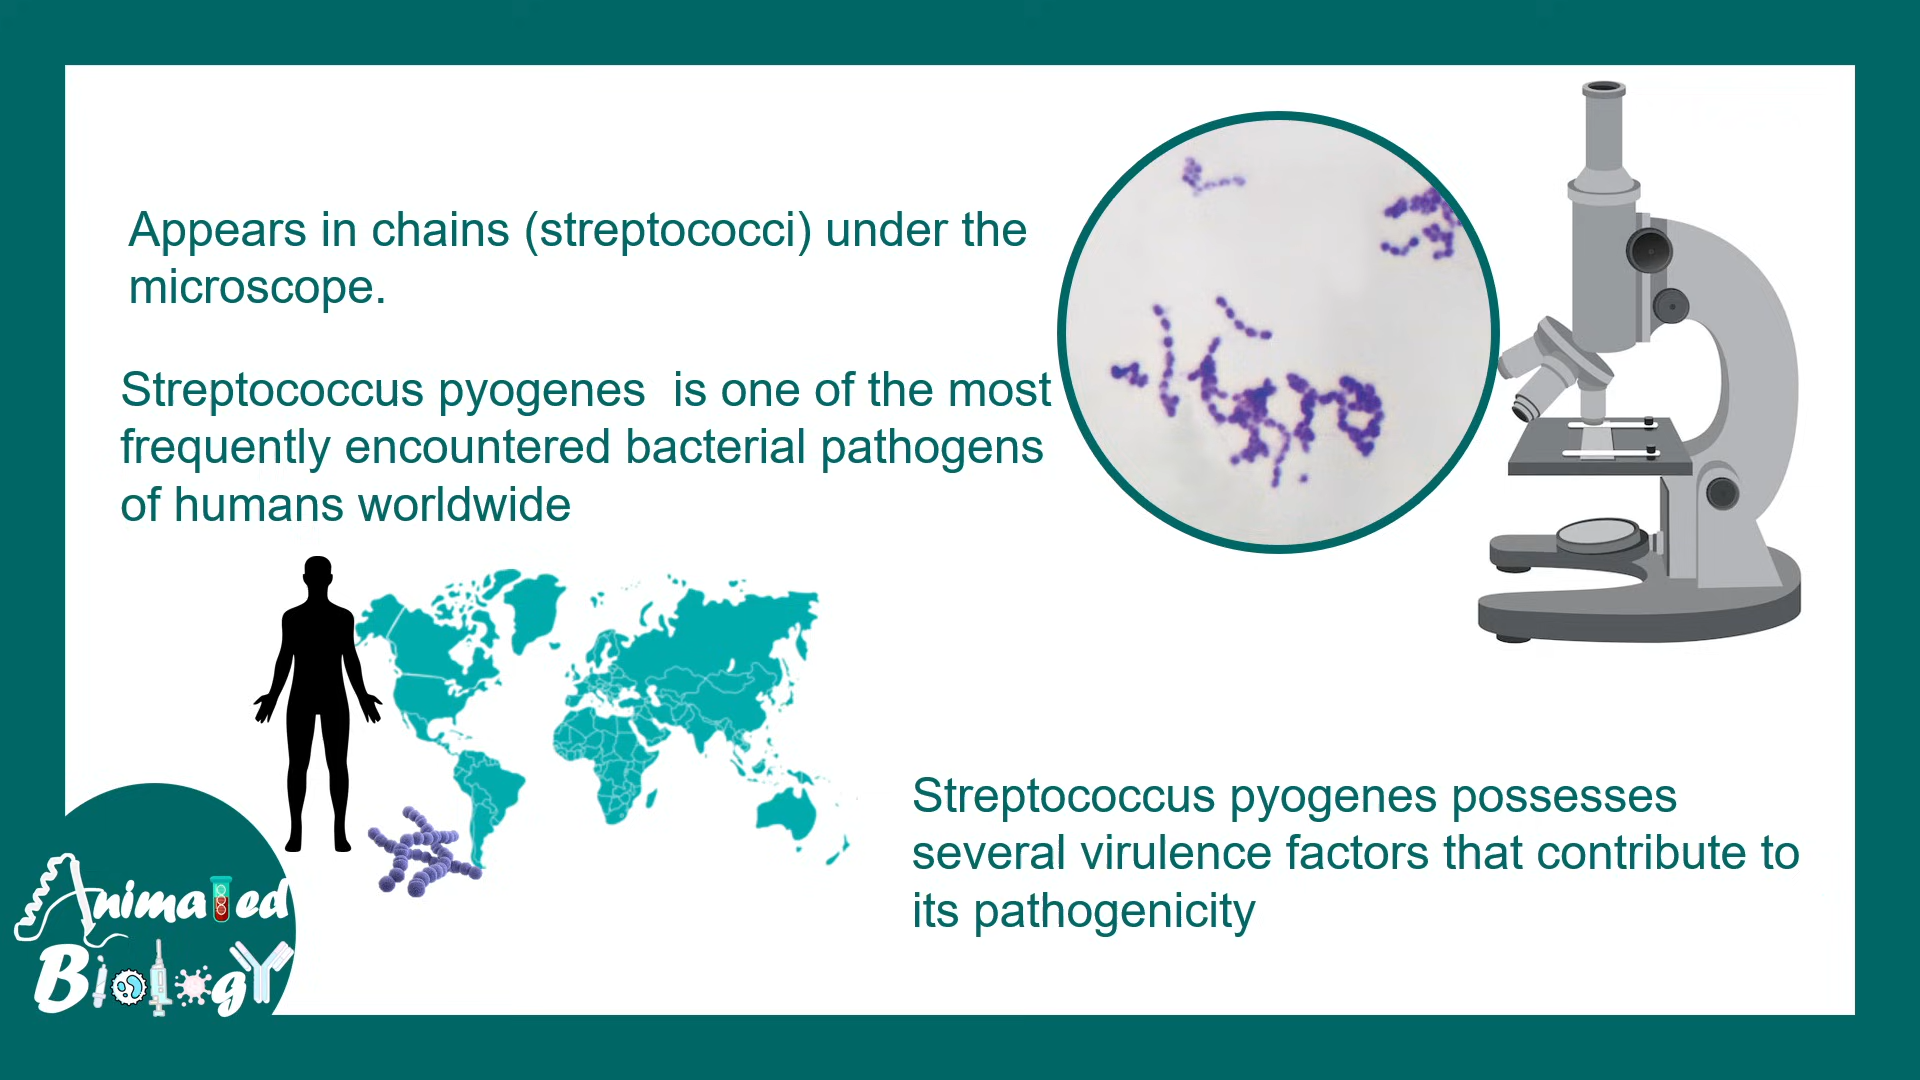 Appears in chains (streptococci) under the
microscope.
Streptococcus pyogenes  is one of the most
frequently encountered bacterial pathogens
of humans worldwide
Streptococcus pyogenes possesses
several virulence factors that contribute to
its pathogenicity
Animated
Biology